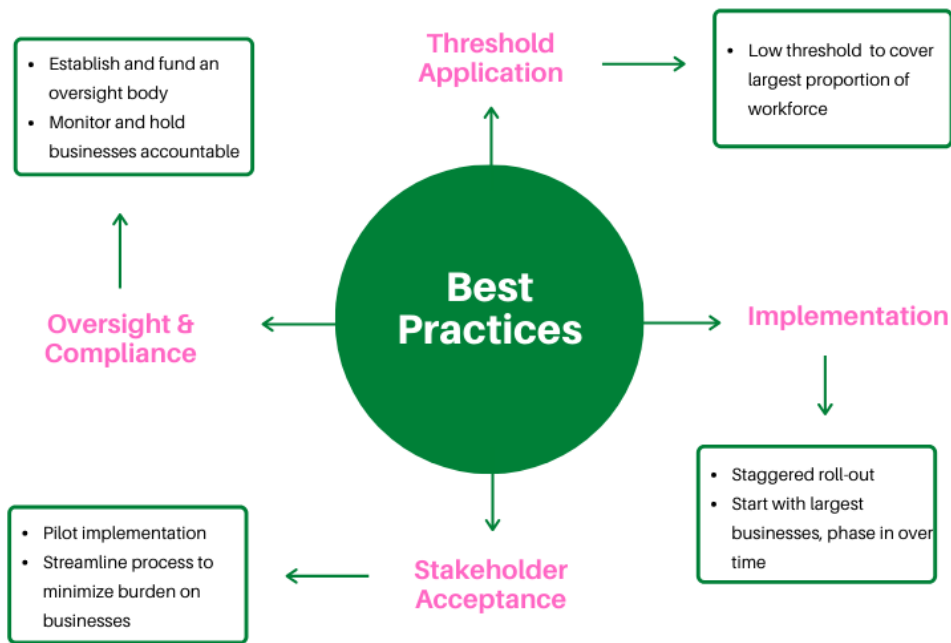 Best
Practices
Threshold
Application
• Low threshold to cover
largest proportion of
workforce
Implementation
• Staggered roll-out
• Start with largest
businesses, phase in over
time
Stakeholder
Acceptance
• Pilot implementation
• Streamline process to
minimize burden on
businesses
Oversight &
Compliance
• Establish and fund an
oversight body
• Monitor and hold
businesses accountable